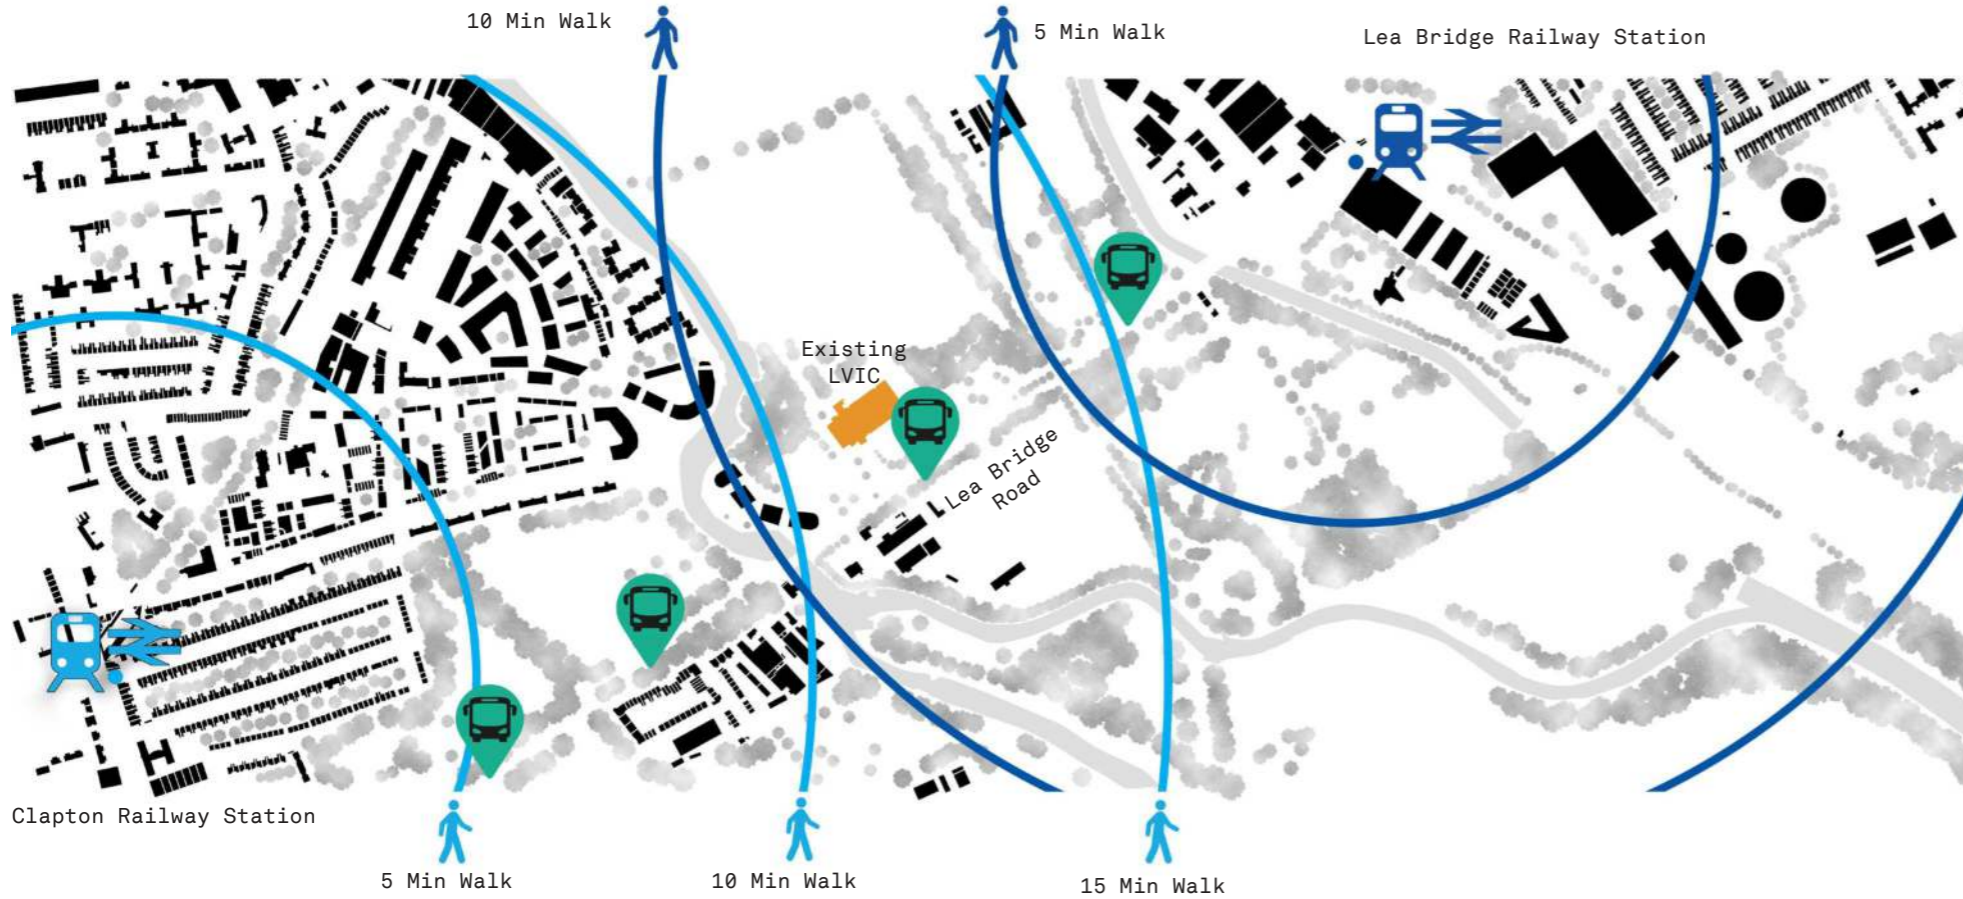 10 Min Walk
5 Min Walk
Lea Bridge Railway Station
Existing
LVIC
Lea Bridge
Road
Clapton Railway Station
5 Min Walk
10 Min Walk
15 Min Walk